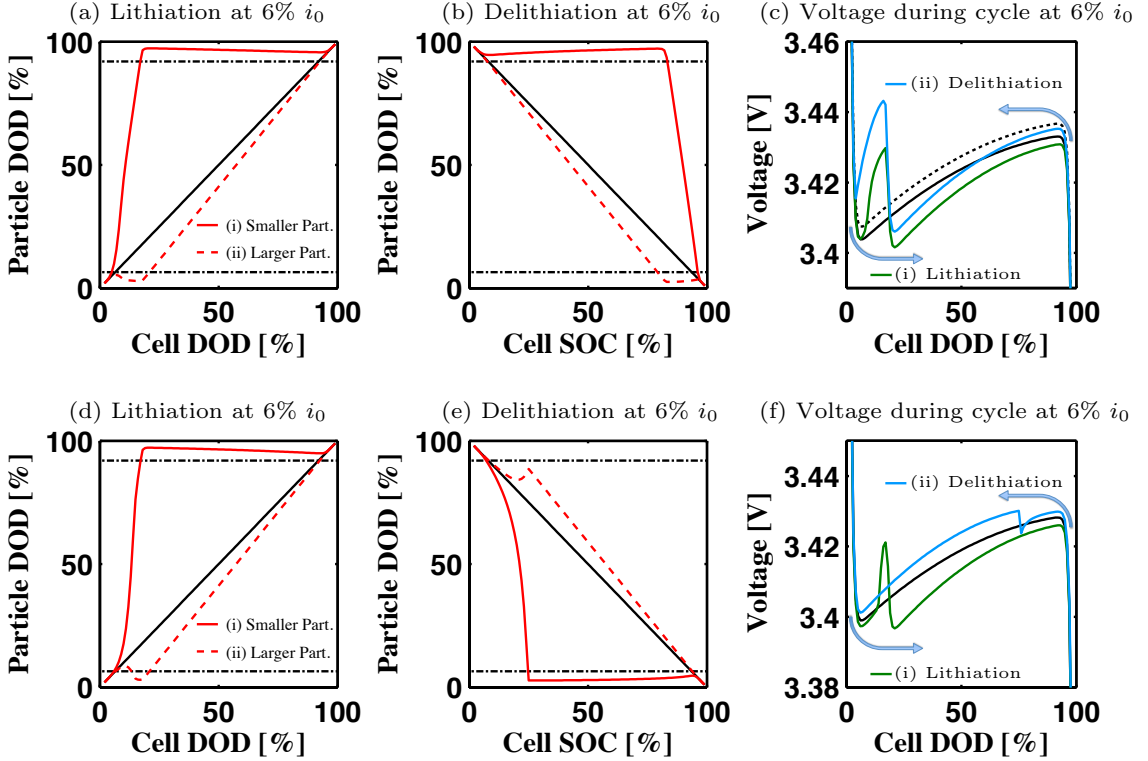 (a) Lithiation at 6% i0
(b) Delithiation at 6% i0
(c) Voltage during cycle at 6% i0
Particle DOD [%]
100
50
0
(i) Smaller Part.
(ii) Larger Part.
0 50 100
Cell DOD [%]
Particle DOD [%]
100
50
0
0 50 100
Cell SOC [%]
Voltage [V]
3.46
3.44
3.42
3.4
(ii) Delithiation
(i) Lithiation
0 50 100
Cell DOD [%]
(d) Lithiation at 6% i0
(e) Delithiation at 6% i0
(f) Voltage during cycle at 6% i0
Particle DOD [%]
100
50
0
(i) Smaller Part.
(ii) Larger Part.
0 50 100
Cell DOD [%]
Particle DOD [%]
100
50
0
0 50 100
Cell SOC [%]
Voltage [V]
3.44
3.42
3.4
3.38
(ii) Delithiation
(i) Lithiation
0 50 100
Cell DOD [%]